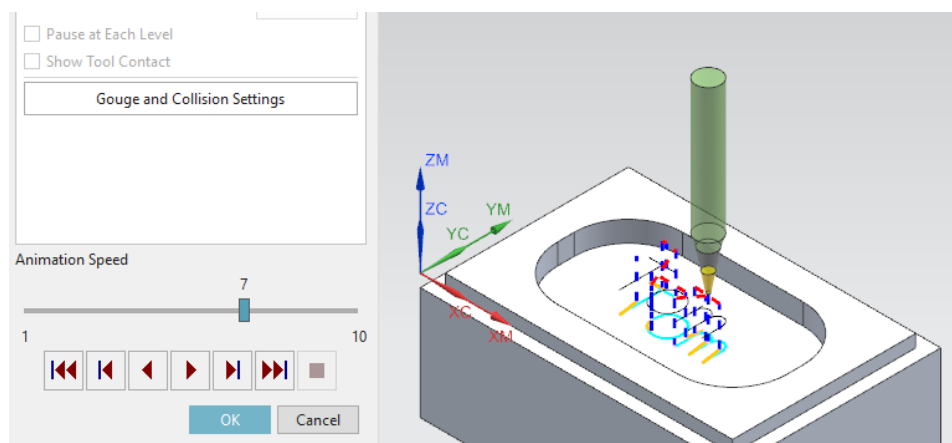 Pause at Each Level
Show Tool Contact
Gouge and Collision Settings
Animation Speed
7
1 10
OK Cancel
ZM
ZC
YM
YC
XC
XM